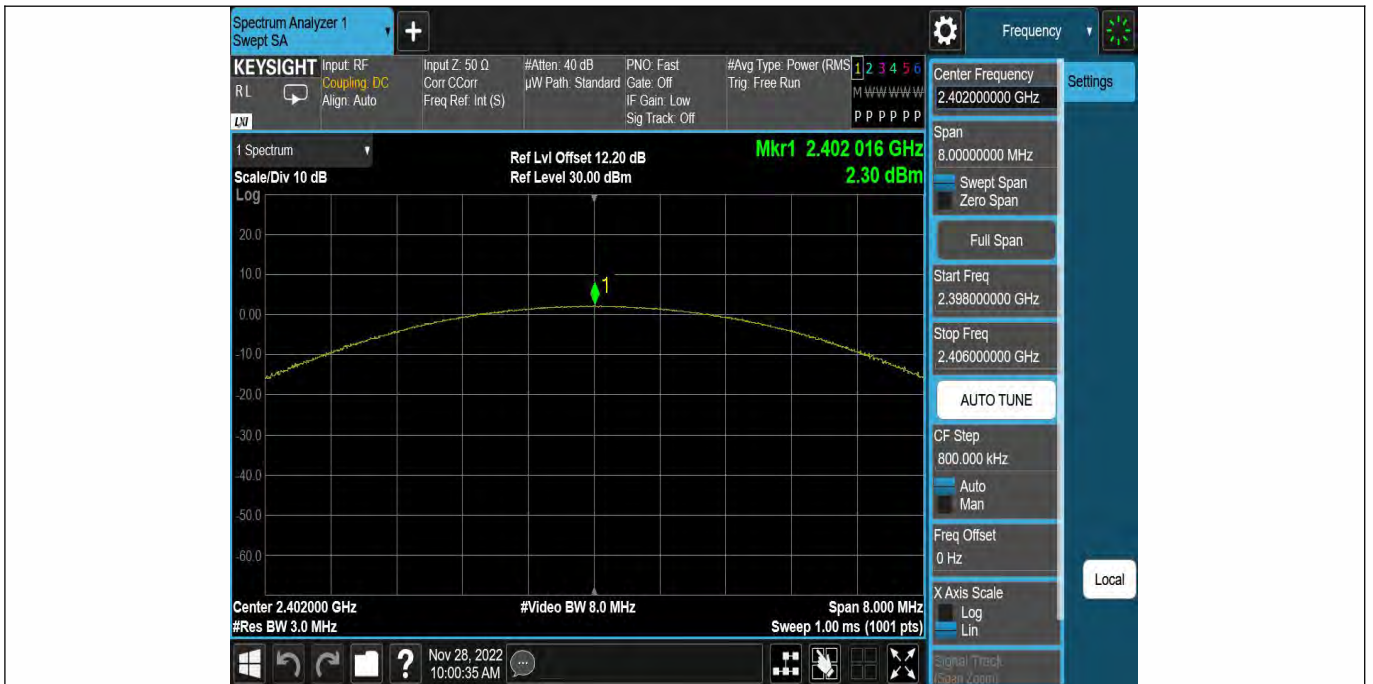 Spectrum Analyzer 1
Swept SA
+
Frequency
KEYSIGHT
RL
LXI
Input: RF
Coupling: DC
Align: Auto
Input Z: 50 Ω
Corr CCorr
Freq Ref: Int (S)
#Atten: 40 dB
µW Path: Standard
PNO: Fast
Gate: Off
IF Gain: Low
Sig Track: Off
#Avg Type: Power (RMS
Trig: Free Run
1 2 3 4 5 6
M W W W W W
P P P P P P
1 Spectrum
Scale/Div 10 dB
Ref Lvl Offset 12.20 dB
Ref Level 30.00 dBm
Mkr1 2.402 016 GHz
2.30 dBm
Log
20.0
10.0
0.00
-10.0
-20.0
-30.0
-40.0
-50.0
-60.0
1
Center 2.402000 GHz
#Res BW 3.0 MHz
#Video BW 8.0 MHz
Span 8.000 MHz
Sweep 1.00 ms (1001 pts)
Center Frequency
2.402000000 GHz
Settings
Span
8.00000000 MHz
Swept Span
Zero Span
Full Span
Start Freq
2.398000000 GHz
Stop Freq
2.406000000 GHz
AUTO TUNE
CF Step
800.000 kHz
Auto
Man
Freq Offset
0 Hz
X Axis Scale
Log
Lin
Signal Track
(Span Zoom)
Local
?
Nov 28, 2022
10:00:35 AM